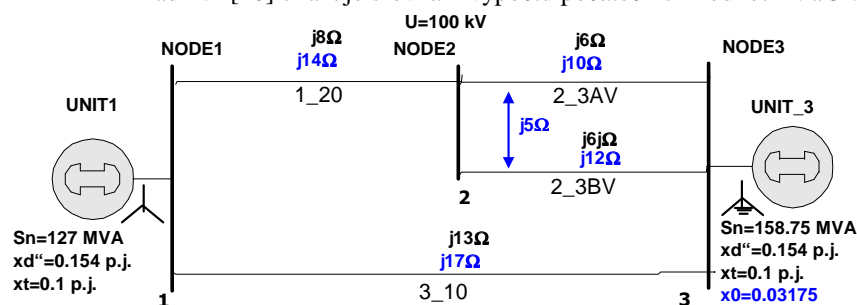 U=100 kV
NODE1
j8Ω
j14Ω
NODE2
j6Ω
j10Ω
NODE3
1_20
2_3AV
UNIT1
UNIT_3
j5Ω
j6jΩ
j12Ω
2_3BV
2
Sn=127 MVA
xd“=0.154 p.j.
xt=0.1 p.j.
Sn=158.75 MVA
xd“=0.154 p.j.
xt=0.1 p.j.
x0=0.03175
j13Ω
j17Ω
1
3_10
3